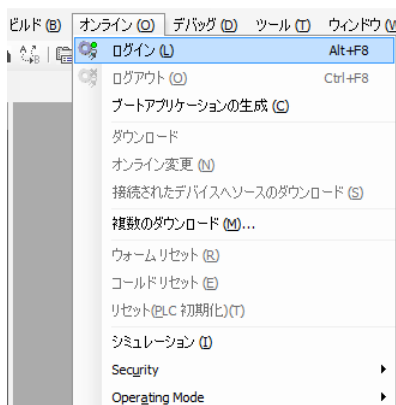 ビルド(B) オンライン(O) デバッグ(D) ツール(T) ウィンドウ(
ログイン(L) Alt+F8
ログアウト(O) Ctrl+F8
ブートアプリケーションの生成(C)
ダウンロード
オンライン変更(N)
接続されたデバイスへソースのダウンロード(S)
複数のダウンロード(M)...
ウォームリセット(R)
コールドリセット(E)
リセット(PLC 初期化)(T)
シミュレーション(I)
Security
Operating Mode